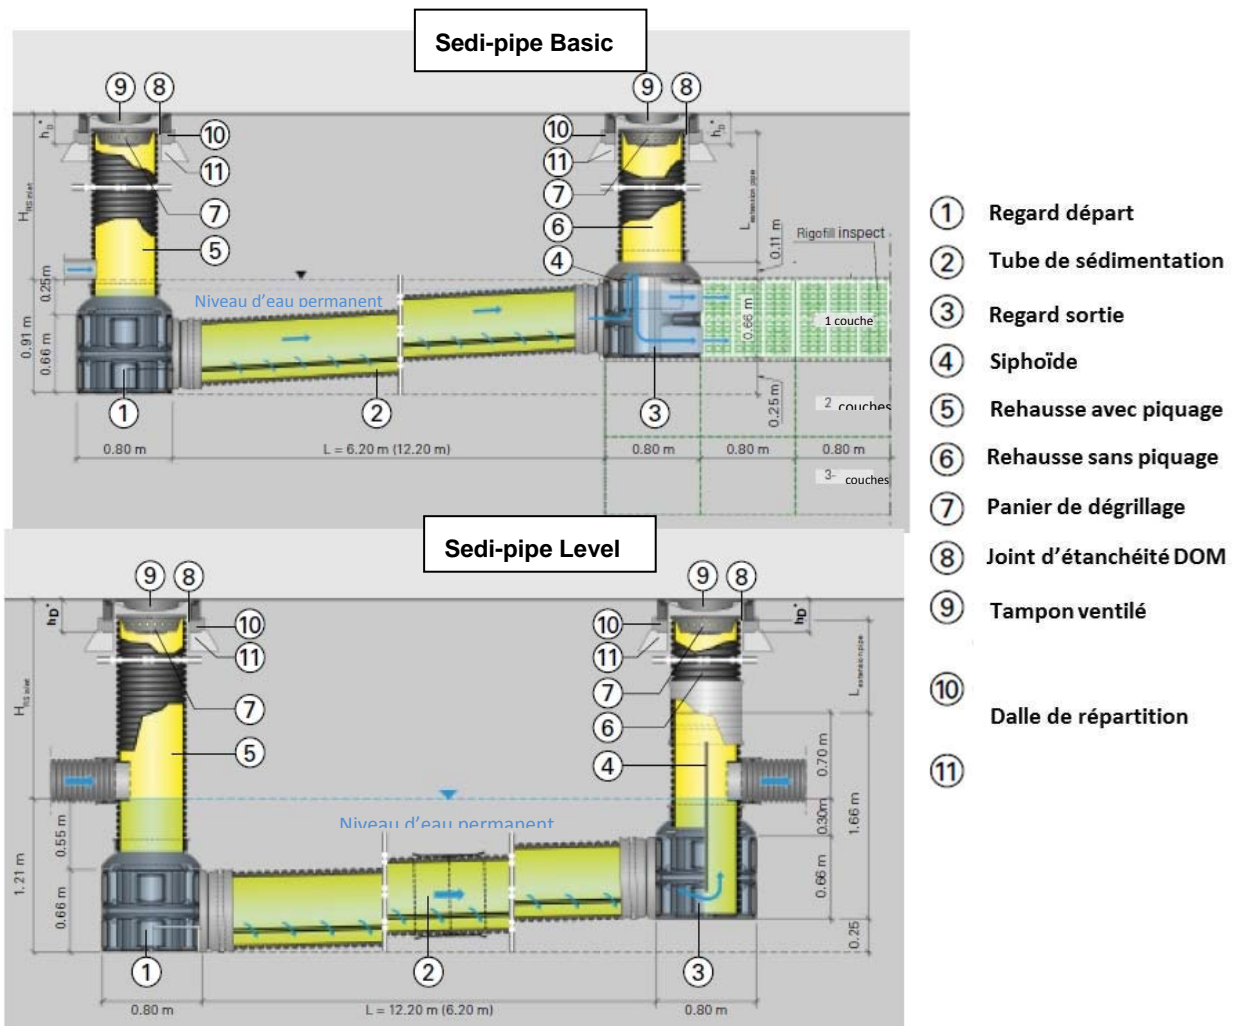 Sedi-pipe Basic
9
8
10
11
7
5
hD*
HRS inlet
0.25 m
0.91 m
0.66 m
Niveau d'eau permanent
1
2
0.80 m
L = 6.20 m (12.20 m)
9
8
10
11
7
6
4
3
hD*
Lextension pipe
0.11 m
Rigofill inspect
0.66 m
1 couche
0.25 m
2 couches
0.80 m
0.80 m
0.80 m
3- couches
Sedi-pipe Level
9
8
10
11
7
5
hD*
HRS inlet
0.55 m
1.21 m
0.66 m
Niveau d'eau permanent
1
2
0.80 m
L = 12.20 m (6.20 m)
9
8
10
11
7
6
4
3
hD*
Lextension pipe
0.70 m
0.30m
1.66 m
0.66 m
0.25
0.80 m
1 Regard départ
2 Tube de sédimentation
3 Regard sortie
4 Siphoïde
5 Rehausse avec piquage
6 Rehausse sans piquage
7 Panier de dégrillage
8 Joint d'étanchéité DOM
9 Tampon ventilé
10
Dalle de répartition
11